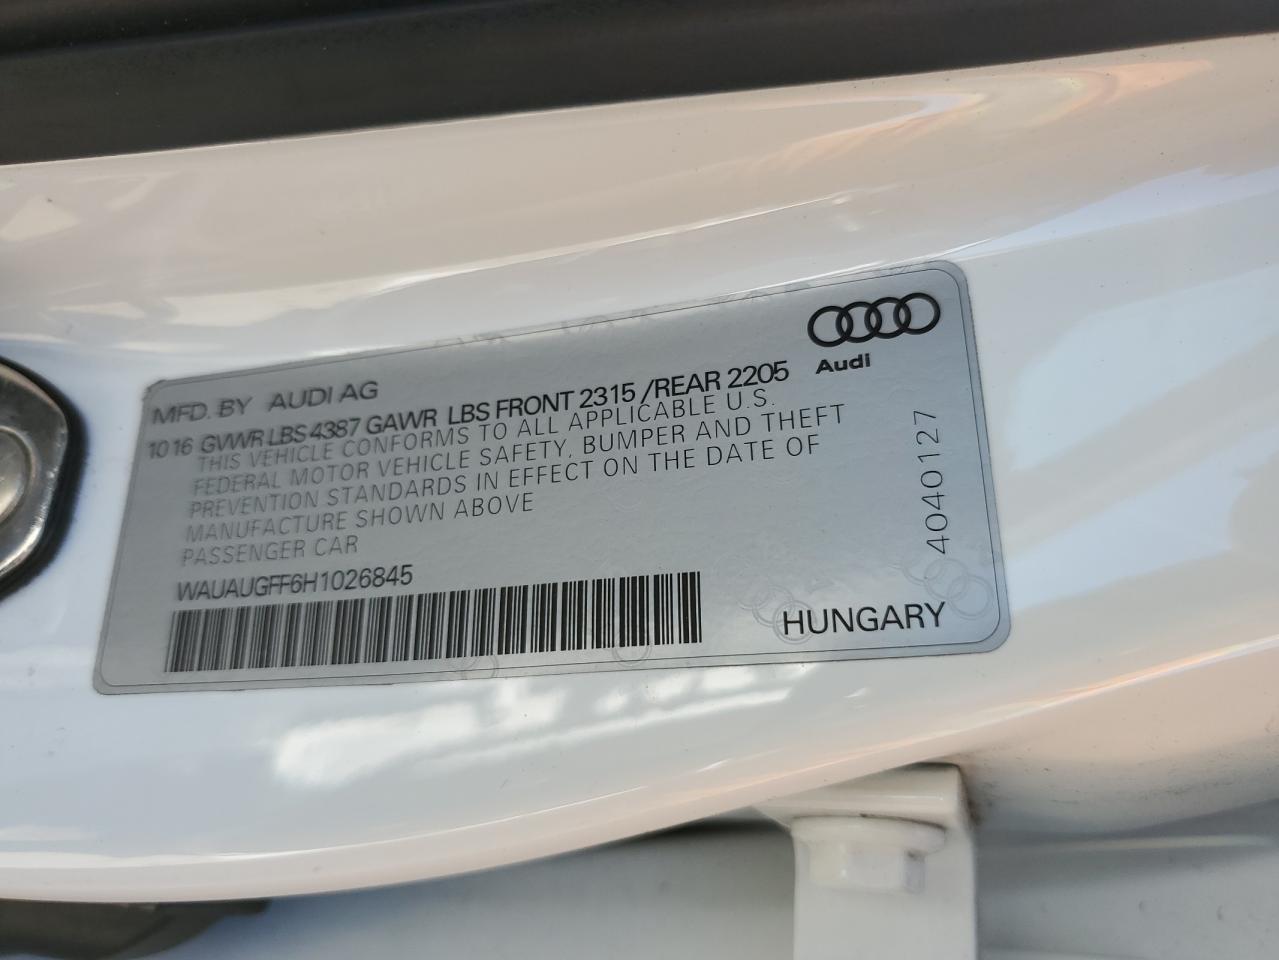 Audi
MFD. BY AUDI AG
10 16 GVWR LBS 4387 GAWR LBS FRONT 2315 /REAR 2205
THIS VEHICLE CONFORMS TO ALL APPLICABLE U.S.
FEDERAL MOTOR VEHICLE SAFETY, BUMPER AND THEFT
PREVENTION STANDARDS IN EFFECT ON THE DATE OF
MANUFACTURE SHOWN ABOVE
PASSENGER CAR
WAUAUGFF6H1026845
4040127
HUNGARY